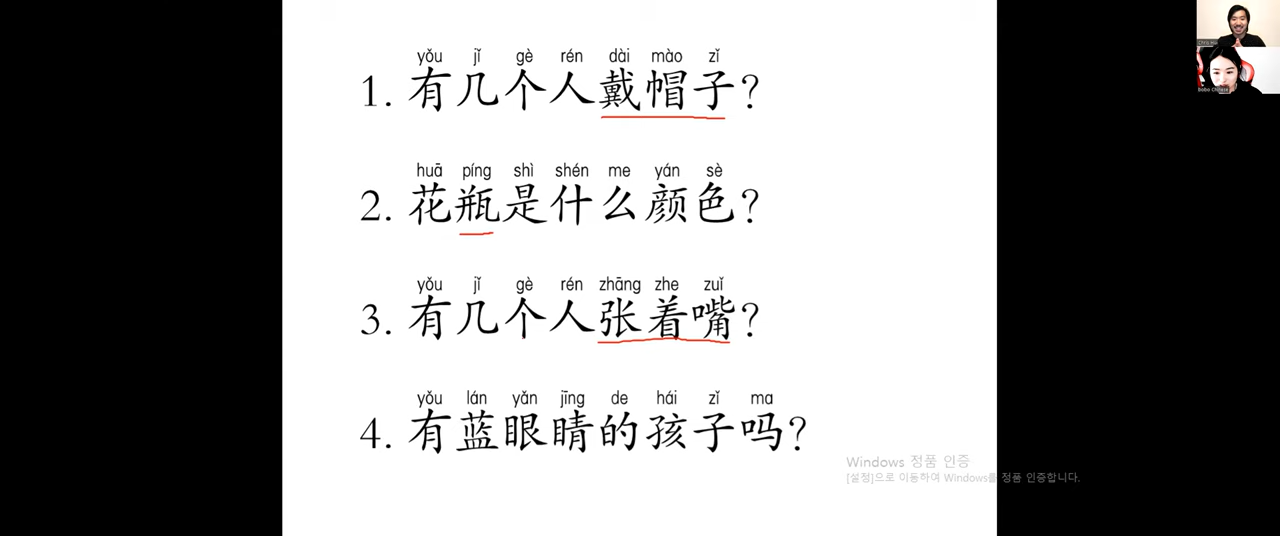 yǒu jǐ gè rén dài mào zǐ
1. 有几个人戴帽子？
huā píng shì shén me yán sè
2. 花瓶是什么颜色？
yǒu jǐ gè rén zhāng zhe zuǐ
3. 有几个人张着嘴？
yǒu lán yǎn jīng de hái zǐ ma
4. 有蓝眼睛的孩子吗？
Windows 정품 인증
[설정]으로 이동하여 Windows를 정품 인증합니다.